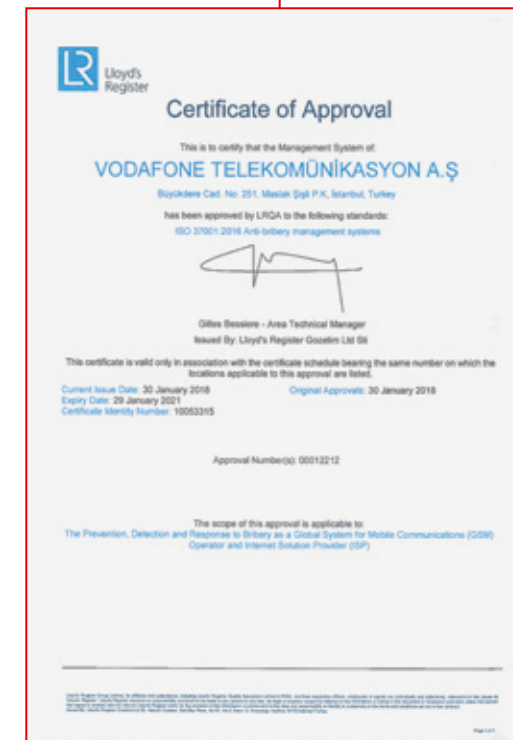 LR
Lloyd's
Register
Certificate of Approval
This is to certify that the Management System of:
VODAFONE TELEKOMÜNİKASYON A.Ş
Büyükdere Cad. No: 251, Maslak Şişli P.K, İstanbul, Turkey
has been approved by LRQA to the following standards:
ISO 37001:2016 Anti-bribery management systems
Gilles Bessiere - Area Technical Manager
Issued By: Lloyd's Register Gozetim Ltd Sti
This certificate is valid only in association with the certificate schedule bearing the same number on which the
locations applicable to this approval are listed.
Current Issue Date: 30 January 2018
Original Approvals: 30 January 2018
Expiry Date: 29 January 2021
Certificate Identity Number: 10053315
Approval Number(s): 00012212
The scope of this approval is applicable to:
The Prevention, Detection and Response to Bribery as a Global System for Mobile Communications (GSM)
Operator and Internet Solution Provider (ISP)